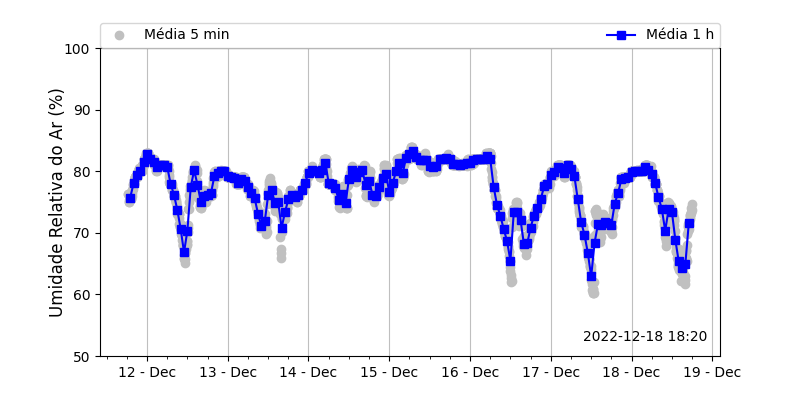 Média 5 min
Média 1 h
Umidade Relativa do Ar (%)
100
90
80
70
60
50
2022-12-18 18:20
12 - Dec
13 - Dec
14 - Dec
15 - Dec
16 - Dec
17 - Dec
18 - Dec
19 - Dec